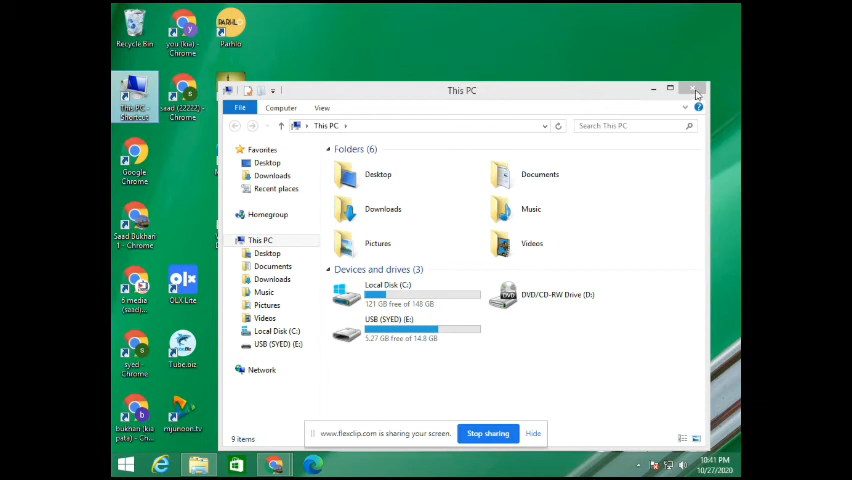 Recycle Bin
you (kia) - Chrome
Parhlo
This PC - Shortcut
saad (22222) - Chrome
Google Chrome
Saad Bukhari 1 - Chrome
6 media (saad)...
OLX Lite
syed - Chrome
Tube.biz
bukhari (kia pata) - Ch...
mjunoon.tv
This PC
File
Computer
View
This PC
Search This PC
Favorites
Desktop
Downloads
Recent places
Homegroup
This PC
Desktop
Documents
Downloads
Music
Pictures
Videos
Local Disk (C:)
USB (SYED) (E:)
Network
Folders (6)
Desktop
Documents
Downloads
Music
Pictures
Videos
Devices and drives (3)
Local Disk (C:)
121 GB free of 148 GB
DVD
DVD/CD-RW Drive (D:)
USB (SYED) (E:)
5.27 GB free of 14.8 GB
www.flexclip.com is sharing your screen.
Stop sharing
Hide
9 items
10:41 PM
10/27/2020